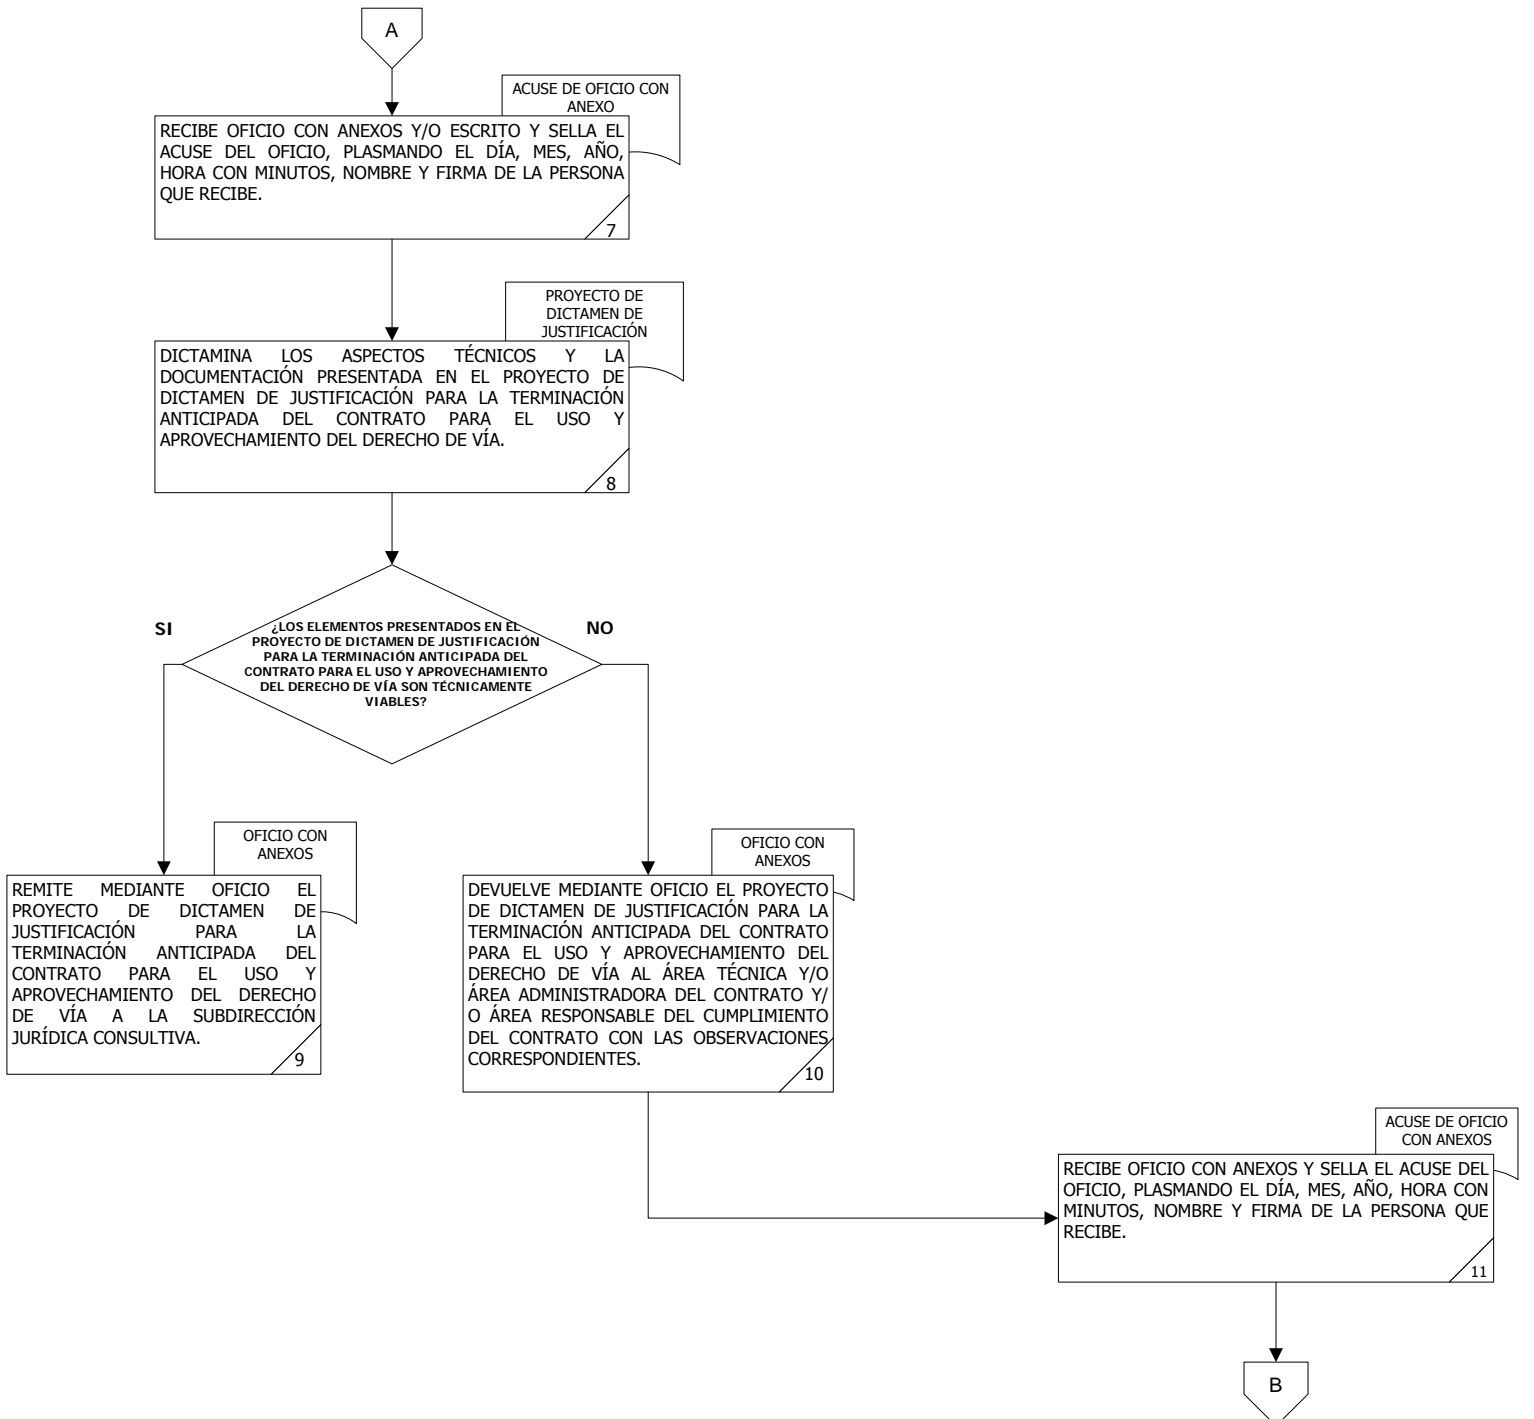 A
ACUSE DE OFICIO CON
ANEXO
RECIBE OFICIO CON ANEXOS Y/O ESCRITO Y SELLA EL
ACUSE DEL OFICIO, PLASMANDO EL DÍA, MES, AÑO,
HORA CON MINUTOS, NOMBRE Y FIRMA DE LA PERSONA
QUE RECIBE.
7
PROYECTO DE
DICTAMEN DE
JUSTIFICACIÓN
DICTAMINA LOS ASPECTOS TÉCNICOS Y LA
DOCUMENTACIÓN PRESENTADA EN EL PROYECTO DE
DICTAMEN DE JUSTIFICACIÓN PARA LA TERMINACIÓN
ANTICIPADA DEL CONTRATO PARA EL USO Y
APROVECHAMIENTO DEL DERECHO DE VÍA.
8
SI
¿LOS ELEMENTOS PRESENTADOS EN EL
PROYECTO DE DICTAMEN DE JUSTIFICACIÓN
PARA LA TERMINACIÓN ANTICIPADA DEL
CONTRATO PARA EL USO Y APROVECHAMIENTO
DEL DERECHO DE VÍA SON TÉCNICAMENTE
VIABLES?
NO
OFICIO CON
ANEXOS
REMITE MEDIANTE OFICIO EL
PROYECTO DE DICTAMEN DE
JUSTIFICACIÓN PARA LA
TERMINACIÓN ANTICIPADA DEL
CONTRATO PARA EL USO Y
APROVECHAMIENTO DEL DERECHO
DE VÍA A LA SUBDIRECCIÓN
JURÍDICA CONSULTIVA.
9
OFICIO CON
ANEXOS
DEVUELVE MEDIANTE OFICIO EL PROYECTO
DE DICTAMEN DE JUSTIFICACIÓN PARA LA
TERMINACIÓN ANTICIPADA DEL CONTRATO
PARA EL USO Y APROVECHAMIENTO DEL
DERECHO DE VÍA AL ÁREA TÉCNICA Y/O
ÁREA ADMINISTRADORA DEL CONTRATO Y/
O ÁREA RESPONSABLE DEL CUMPLIMIENTO
DEL CONTRATO CON LAS OBSERVACIONES
CORRESPONDIENTES.
10
ACUSE DE OFICIO
CON ANEXOS
RECIBE OFICIO CON ANEXOS Y SELLA EL ACUSE DEL
OFICIO, PLASMANDO EL DÍA, MES, AÑO, HORA CON
MINUTOS, NOMBRE Y FIRMA DE LA PERSONA QUE
RECIBE.
11
B